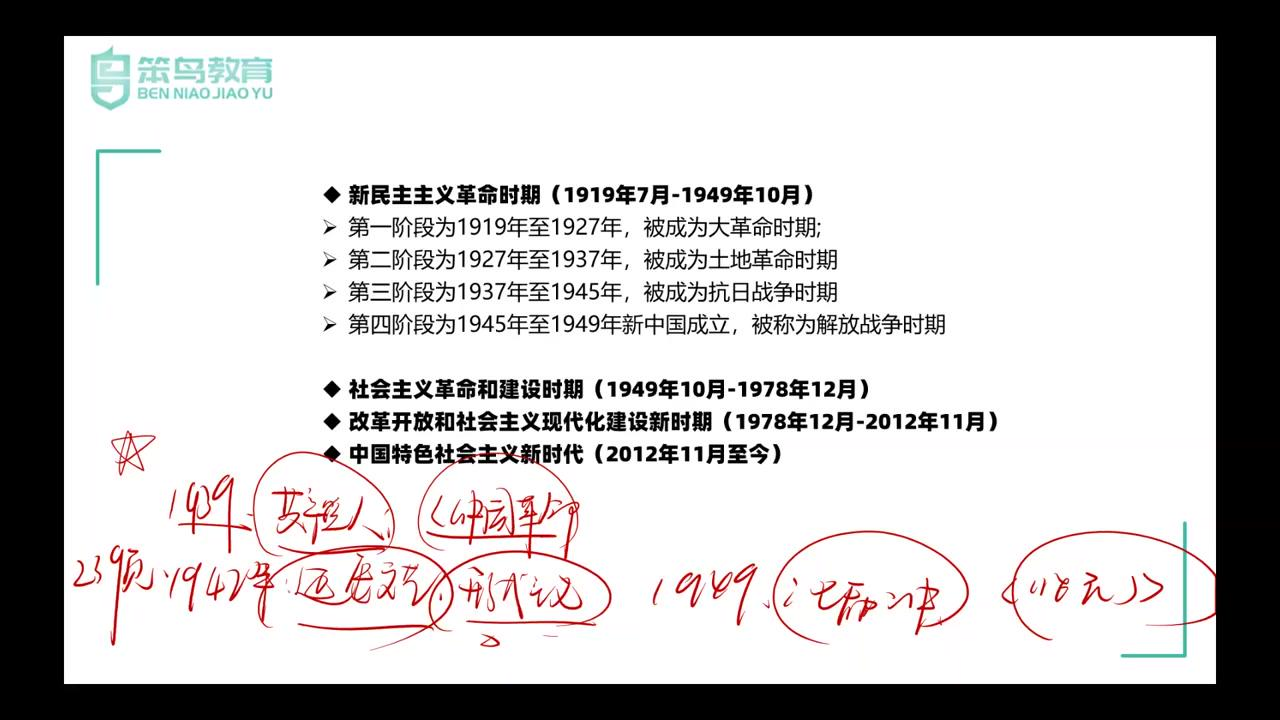 笨鸟教育
BEN NIAO JIAO YU
◆ 新民主主义革命时期（1919年7月-1949年10月）
➢ 第一阶段为1919年至1927年，被成为大革命时期;
➢ 第二阶段为1927年至1937年，被成为土地革命时期
➢ 第三阶段为1937年至1945年，被成为抗日战争时期
➢ 第四阶段为1945年至1949年新中国成立，被称为解放战争时期
◆ 社会主义革命和建设时期（1949年10月-1978年12月）
◆ 改革开放和社会主义现代化建设新时期（1978年12月-2012年11月）
◆ 中国特色社会主义新时代（2012年11月至今）
1939
239页 1942年 1949